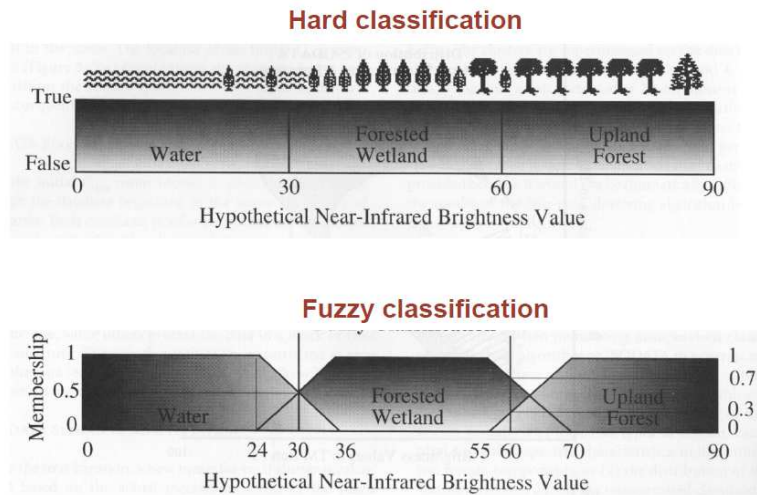 Hard classification
True
False
Water
Forested
Wetland
Upland
Forest
0 30 60 90
Hypothetical Near-Infrared Brightness Value
Fuzzy classification
Membership
1
0.5
0
1
0.7
0.3
0
Water
Forested
Wetland
Upland
Forest
0 24 30 36 55 60 70 90
Hypothetical Near-Infrared Brightness Value